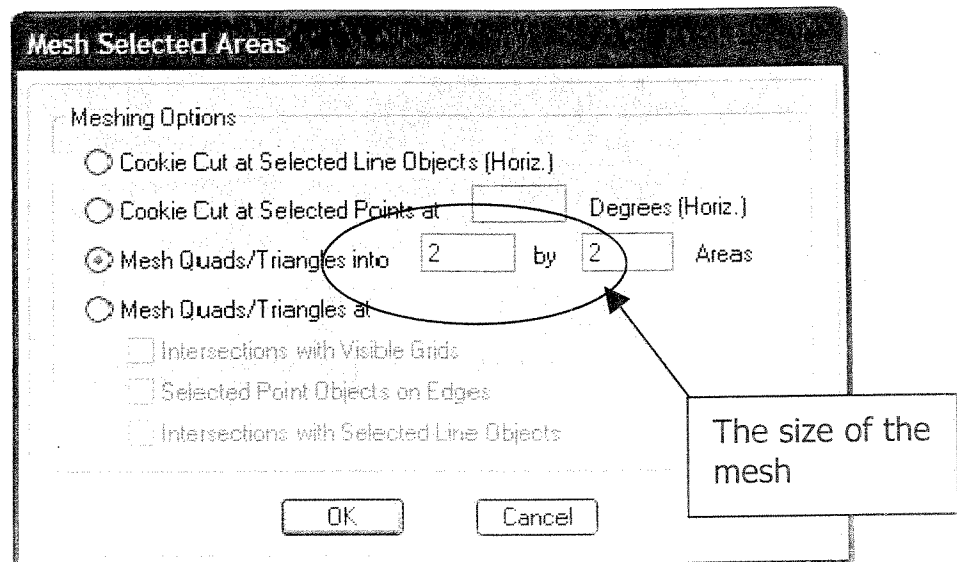 Mesh Selected Areas
Meshing Options
Cookie Cut at Selected Line Objects (Horiz.)
Cookie Cut at Selected Points at Degrees (Horiz.)
Mesh Quads/Triangles into 2 by 2 Areas
Mesh Quads/Triangles at
Intersections with Visible Grids
Selected Point Objects on Edges
Intersections with Selected Line Objects
The size of the
mesh
OK Cancel